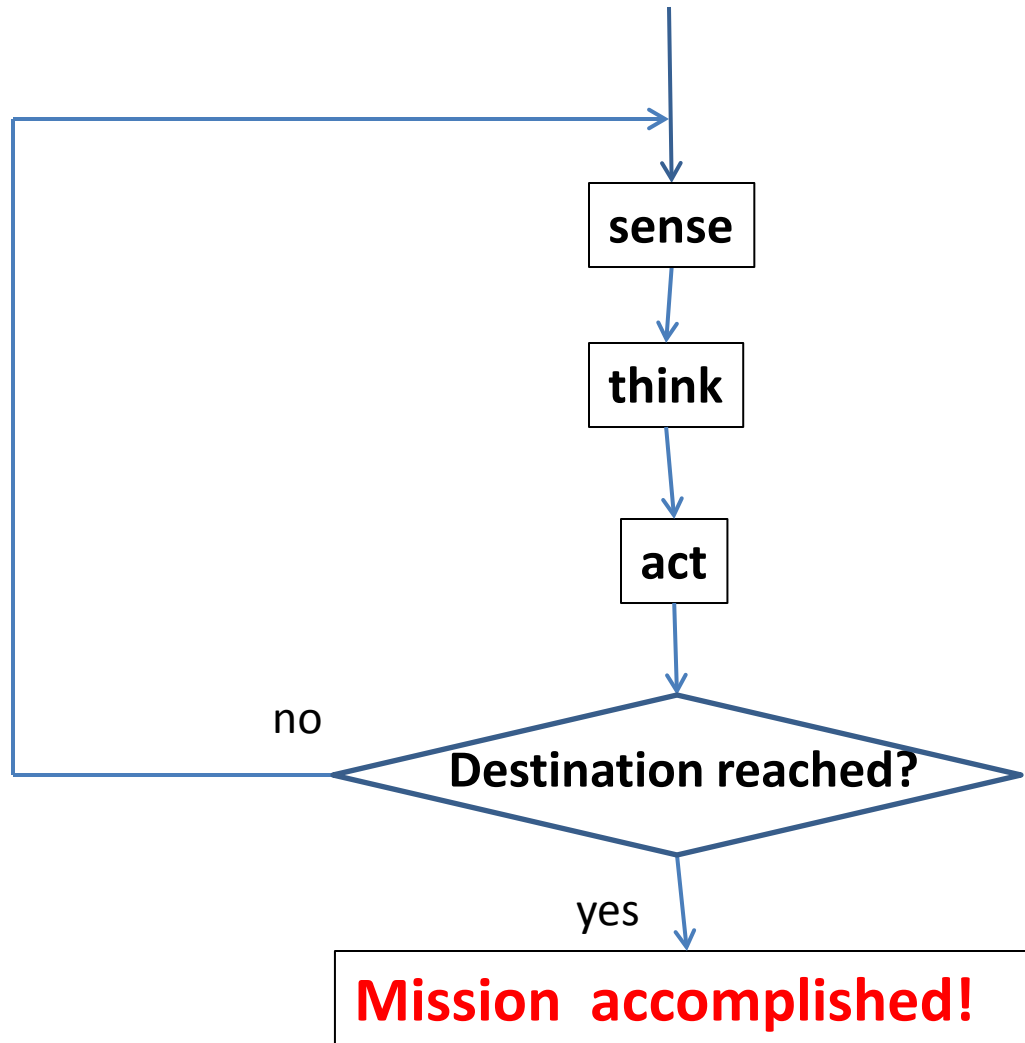 sense
think
act
no
Destination reached?
yes
Mission  accomplished!